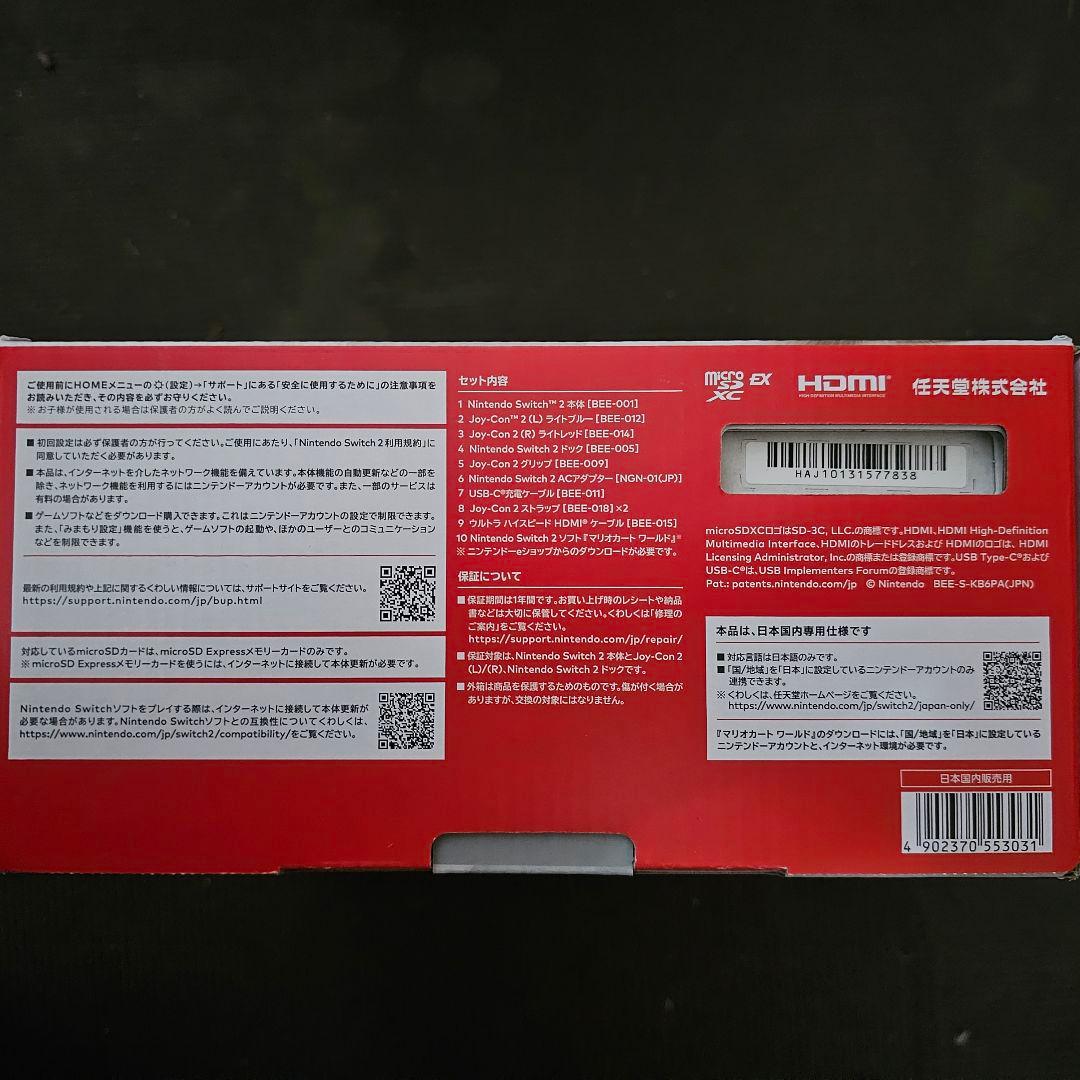 ご使用前にHOMEメニューの(設定)→「サポート」にある「安全に使用するために」の注意事項を
お読みいただき、その内容を必ずお守りください。
※お子様が使用される場合は保護者の方がよく読んでご説明ください。
■初回設定は必ず保護者の方が行ってください。ご使用にあたり、「Nintendo Switch 2利用規約」に
同意していただく必要があります。
■本品は、インターネットを介したネットワーク機能を備えています。本体機能の自動更新などの一部を
除き、ネットワーク機能を利用するにはニンテンドーアカウントが必要です。また、一部のサービスは
有料の場合があります。
■ゲームソフトなどをダウンロード購入できます。これはニンテンドーアカウントの設定で制限できます。
また、「みまもり設定」機能を使うと、ゲームソフトの起動や、ほかのユーザーとのコミュニケーション
などを制限できます。
最新の利用規約や上記に関するくわしい情報については、サポートサイトをご覧ください。
https://support.nintendo.com/jp/bup.html
対応しているmicroSDカードは、microSD Expressメモリーカードのみです。
※microSD Expressメモリーカードを使うには、インターネットに接続して本体更新が必要です。
Nintendo Switchソフトをプレイする際は、インターネットに接続して本体更新が
必要な場合があります。Nintendo Switchソフトとの互換性についてくわしくは、
https://www.nintendo.com/jp/switch2/compatibility/をご覧ください。
セット内容
1 Nintendo Switch™ 2 本体 [BEE-001]
2 Joy-Con™ 2 (L) ライトブルー [BEE-012]
3 Joy-Con 2 (R) ライトレッド [BEE-014]
4 Nintendo Switch 2 ドック [BEE-005]
5 Joy-Con 2 グリップ [BEE-009]
6 Nintendo Switch 2 ACアダプター [NGN-01(JP)]
7 USB-C®充電ケーブル [BEE-011]
8 Joy-Con 2 ストラップ [BEE-018] ×2
9 ウルトラ ハイスピード HDMI® ケーブル [BEE-015]
10 Nintendo Switch 2 ソフト『マリオカート ワールド』※
※ニンテンドーeショップからのダウンロードが必要です。
保証について
■保証期間は1年間です。お買い上げ時のレシートや納品
書などは大切に保管してください。くわしくは「修理の
ご案内」をご覧ください。
https://support.nintendo.com/jp/repair/
■保証対象は、Nintendo Switch 2 本体とJoy-Con 2
(L)/(R)、Nintendo Switch 2 ドックです。
■外箱は商品を保護するためのものです。傷が付く場合が
ありますが、交換の対象にはなりません。
micro SD XC EX
HDMI®
HIGH-DEFINITION MULTIMEDIA INTERFACE
任天堂株式会社
HAJ10131577838
microSDXCロゴはSD-3C, LLC.の商標です。HDMI、HDMI High-Definition
Multimedia Interface、HDMIのトレードドレスおよび HDMIのロゴは、HDMI
Licensing Administrator, Inc.の商標または登録商標です。USB Type-C®および
USB-C®は、USB Implementers Forumの登録商標です。
Pat.: patents.nintendo.com/jp © Nintendo BEE-S-KB6PA(JPN)
本品は、日本国内専用仕様です
■対応言語は日本語のみです。
■「国/地域」を「日本」に設定しているニンテンドーアカウントのみ
連携できます。
※くわしくは、任天堂ホームページをご覧ください。
https://www.nintendo.com/jp/switch2/japan-only/
『マリオカート ワールド』のダウンロードには、「国/地域」を「日本」に設定している
ニンテンドーアカウントと、インターネット環境が必要です。
日本国内販売用
4 902370 553031